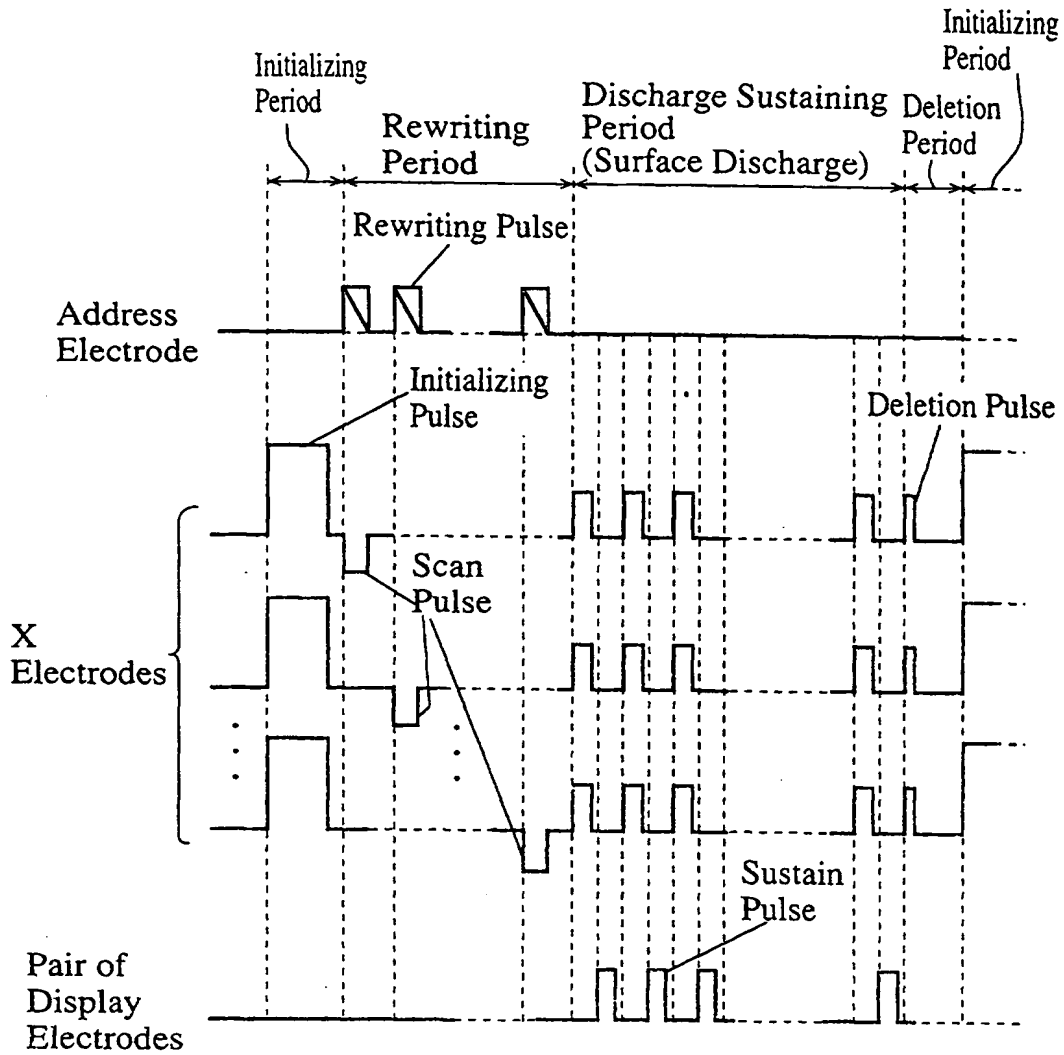 Initializing
Period
Initializing
Period
Rewriting
Period
Discharge Sustaining
Period
(Surface Discharge)
Deletion
Period
Rewriting Pulse
Address
Electrode
Initializing
Pulse
Deletion Pulse
Scan
Pulse
X
Electrodes
Sustain
Pulse
Pair of
Display
Electrodes